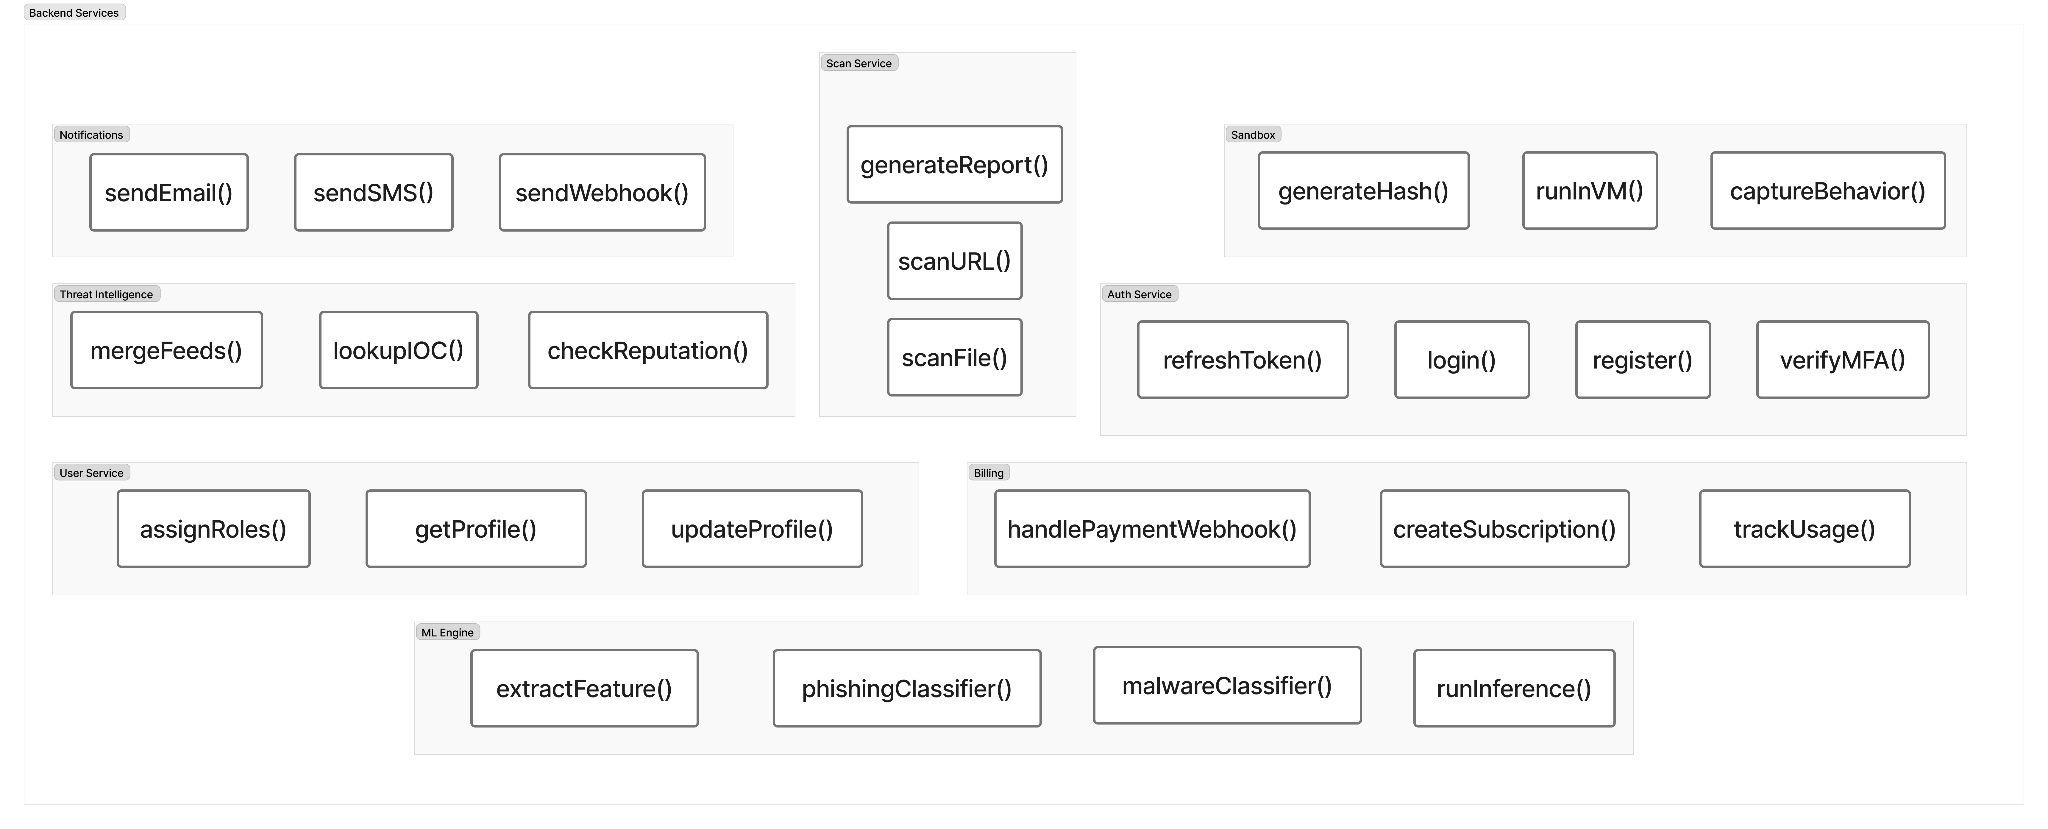 Backend Services
Scan Service
generateReport()
scanURL()
scanFile()
Notifications
sendEmail()
sendSMS()
sendWebhook()
Sandbox
generateHash()
runInVM()
captureBehavior()
Threat Intelligence
mergeFeeds()
lookupIOC()
checkReputation()
Auth Service
refreshToken()
login()
register()
verifyMFA()
User Service
assignRoles()
getProfile()
updateProfile()
Billing
handlePaymentWebhook()
createSubscription()
trackUsage()
ML Engine
extractFeature()
phishingClassifier()
malwareClassifier()
runInference()